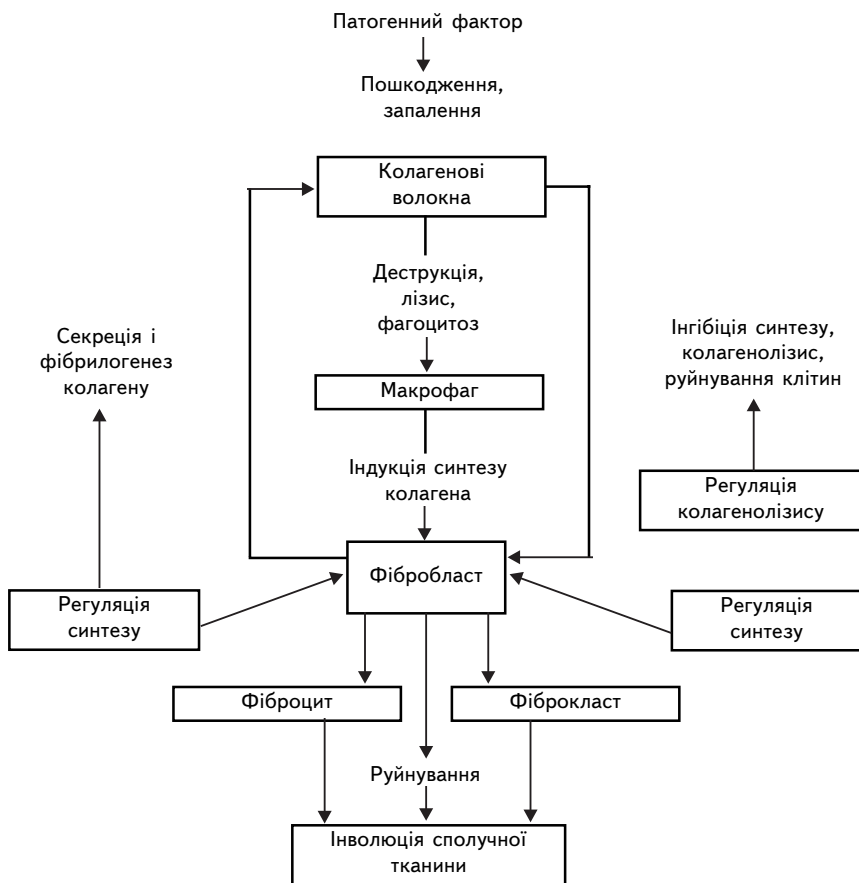 Патогенний фактор
Пошкодження,
запалення
Колагенові
волокна
Деструкція,
лізис,
фагоцитоз
Секреція і
фібрилогенез
колагену
Інгібіція синтезу,
колагенолізис,
руйнування клітин
Макрофаг
Індукція синтезу
колагена
Регуляція
колагенолізису
Фібробласт
Регуляція
синтезу
Регуляція
синтезу
Фіброцит
Фіброкласт
Руйнування
Інволюція сполучної
тканини